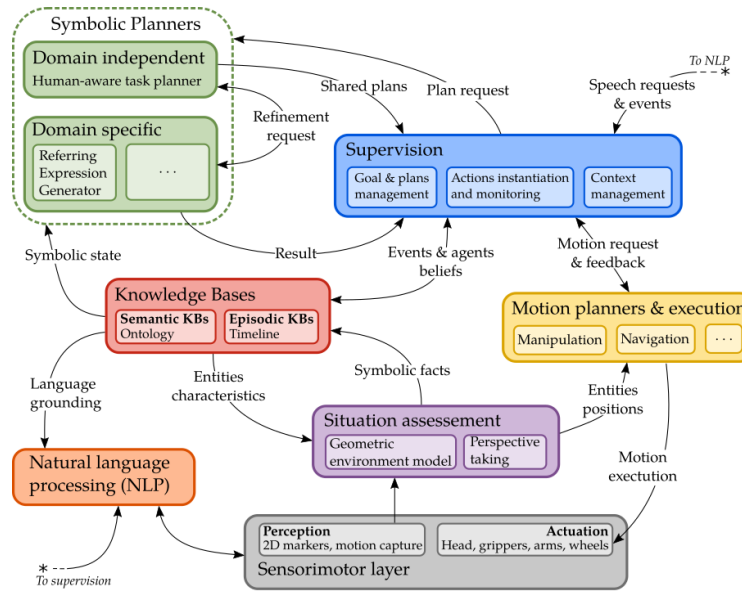 Symbolic Planners
Domain independent
Human-aware task planner
Domain specific
Referring
Expression
Generator
. . .
Shared plans
Plan request
Refinement
request
To NLP
*
Speech requests
& events
Supervision
Goal & plans
management
Actions instantiation
and monitoring
Context
management
Symbolic state
Result
Events & agents
beliefs
Motion request
& feedback
Knowledge Bases
Semantic KBs
Ontology
Episodic KBs
Timeline
Motion planners & execution
Manipulation
Navigation
. . .
Language
grounding
Entities
characteristics
Symbolic facts
Entities
positions
Situation assessement
Geometric
environment model
Perspective
taking
Natural language
processing (NLP)
Motion
exectution
Perception
2D markers, motion capture
Actuation
Head, grippers, arms, wheels
Sensorimotor layer
*
To supervision